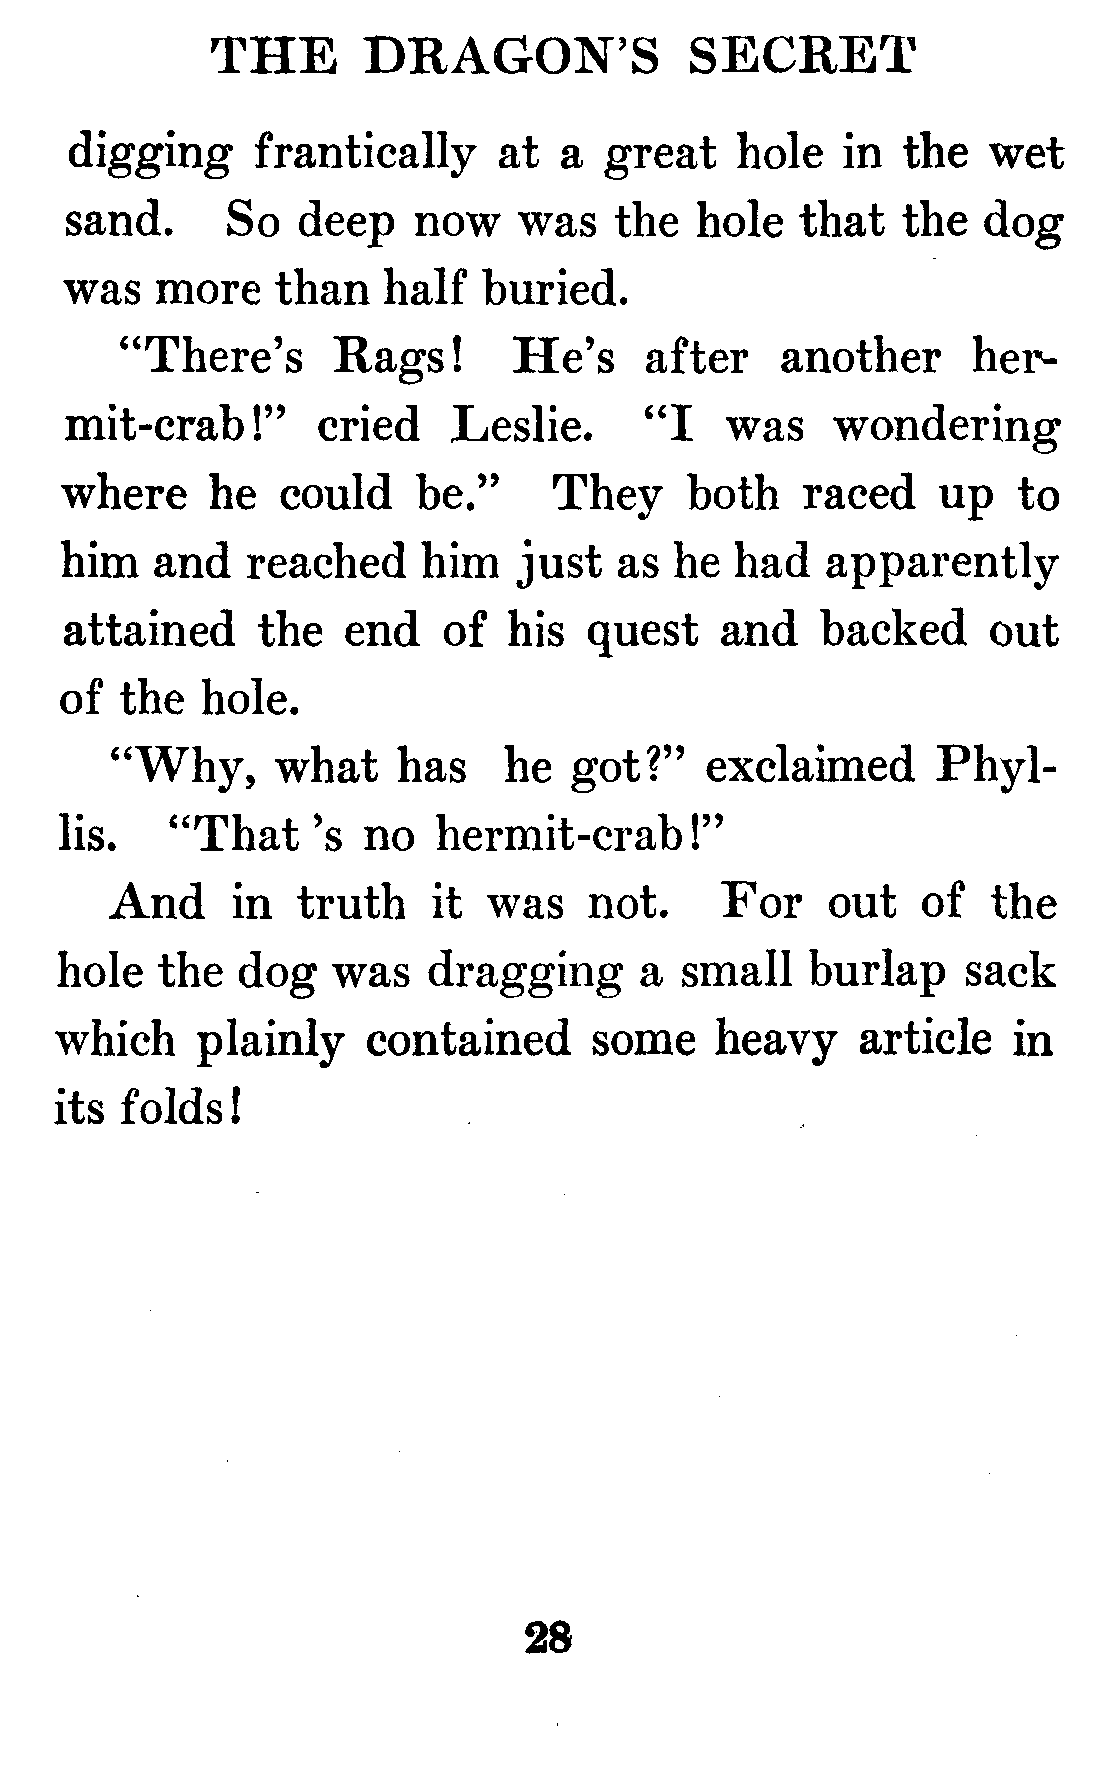 THE DRAGON'S SECRET
digging frantically at a great hole in the wet
sand. So deep now was the hole that the dog
was more than half buried.
“There's Rags! He's after another her-
mit-crab!” cried Leslie. “I was wondering
where he could be.” They both raced up to
him and reached him just as he had apparently
attained the end of his quest and backed out
of the hole.
“Why, what has he got?” exclaimed Phyl-
lis. “That 's no hermit-crab!”
And in truth it was not. For out of the
hole the dog was dragging a small burlap sack
which plainly contained some heavy article in
its folds!
28